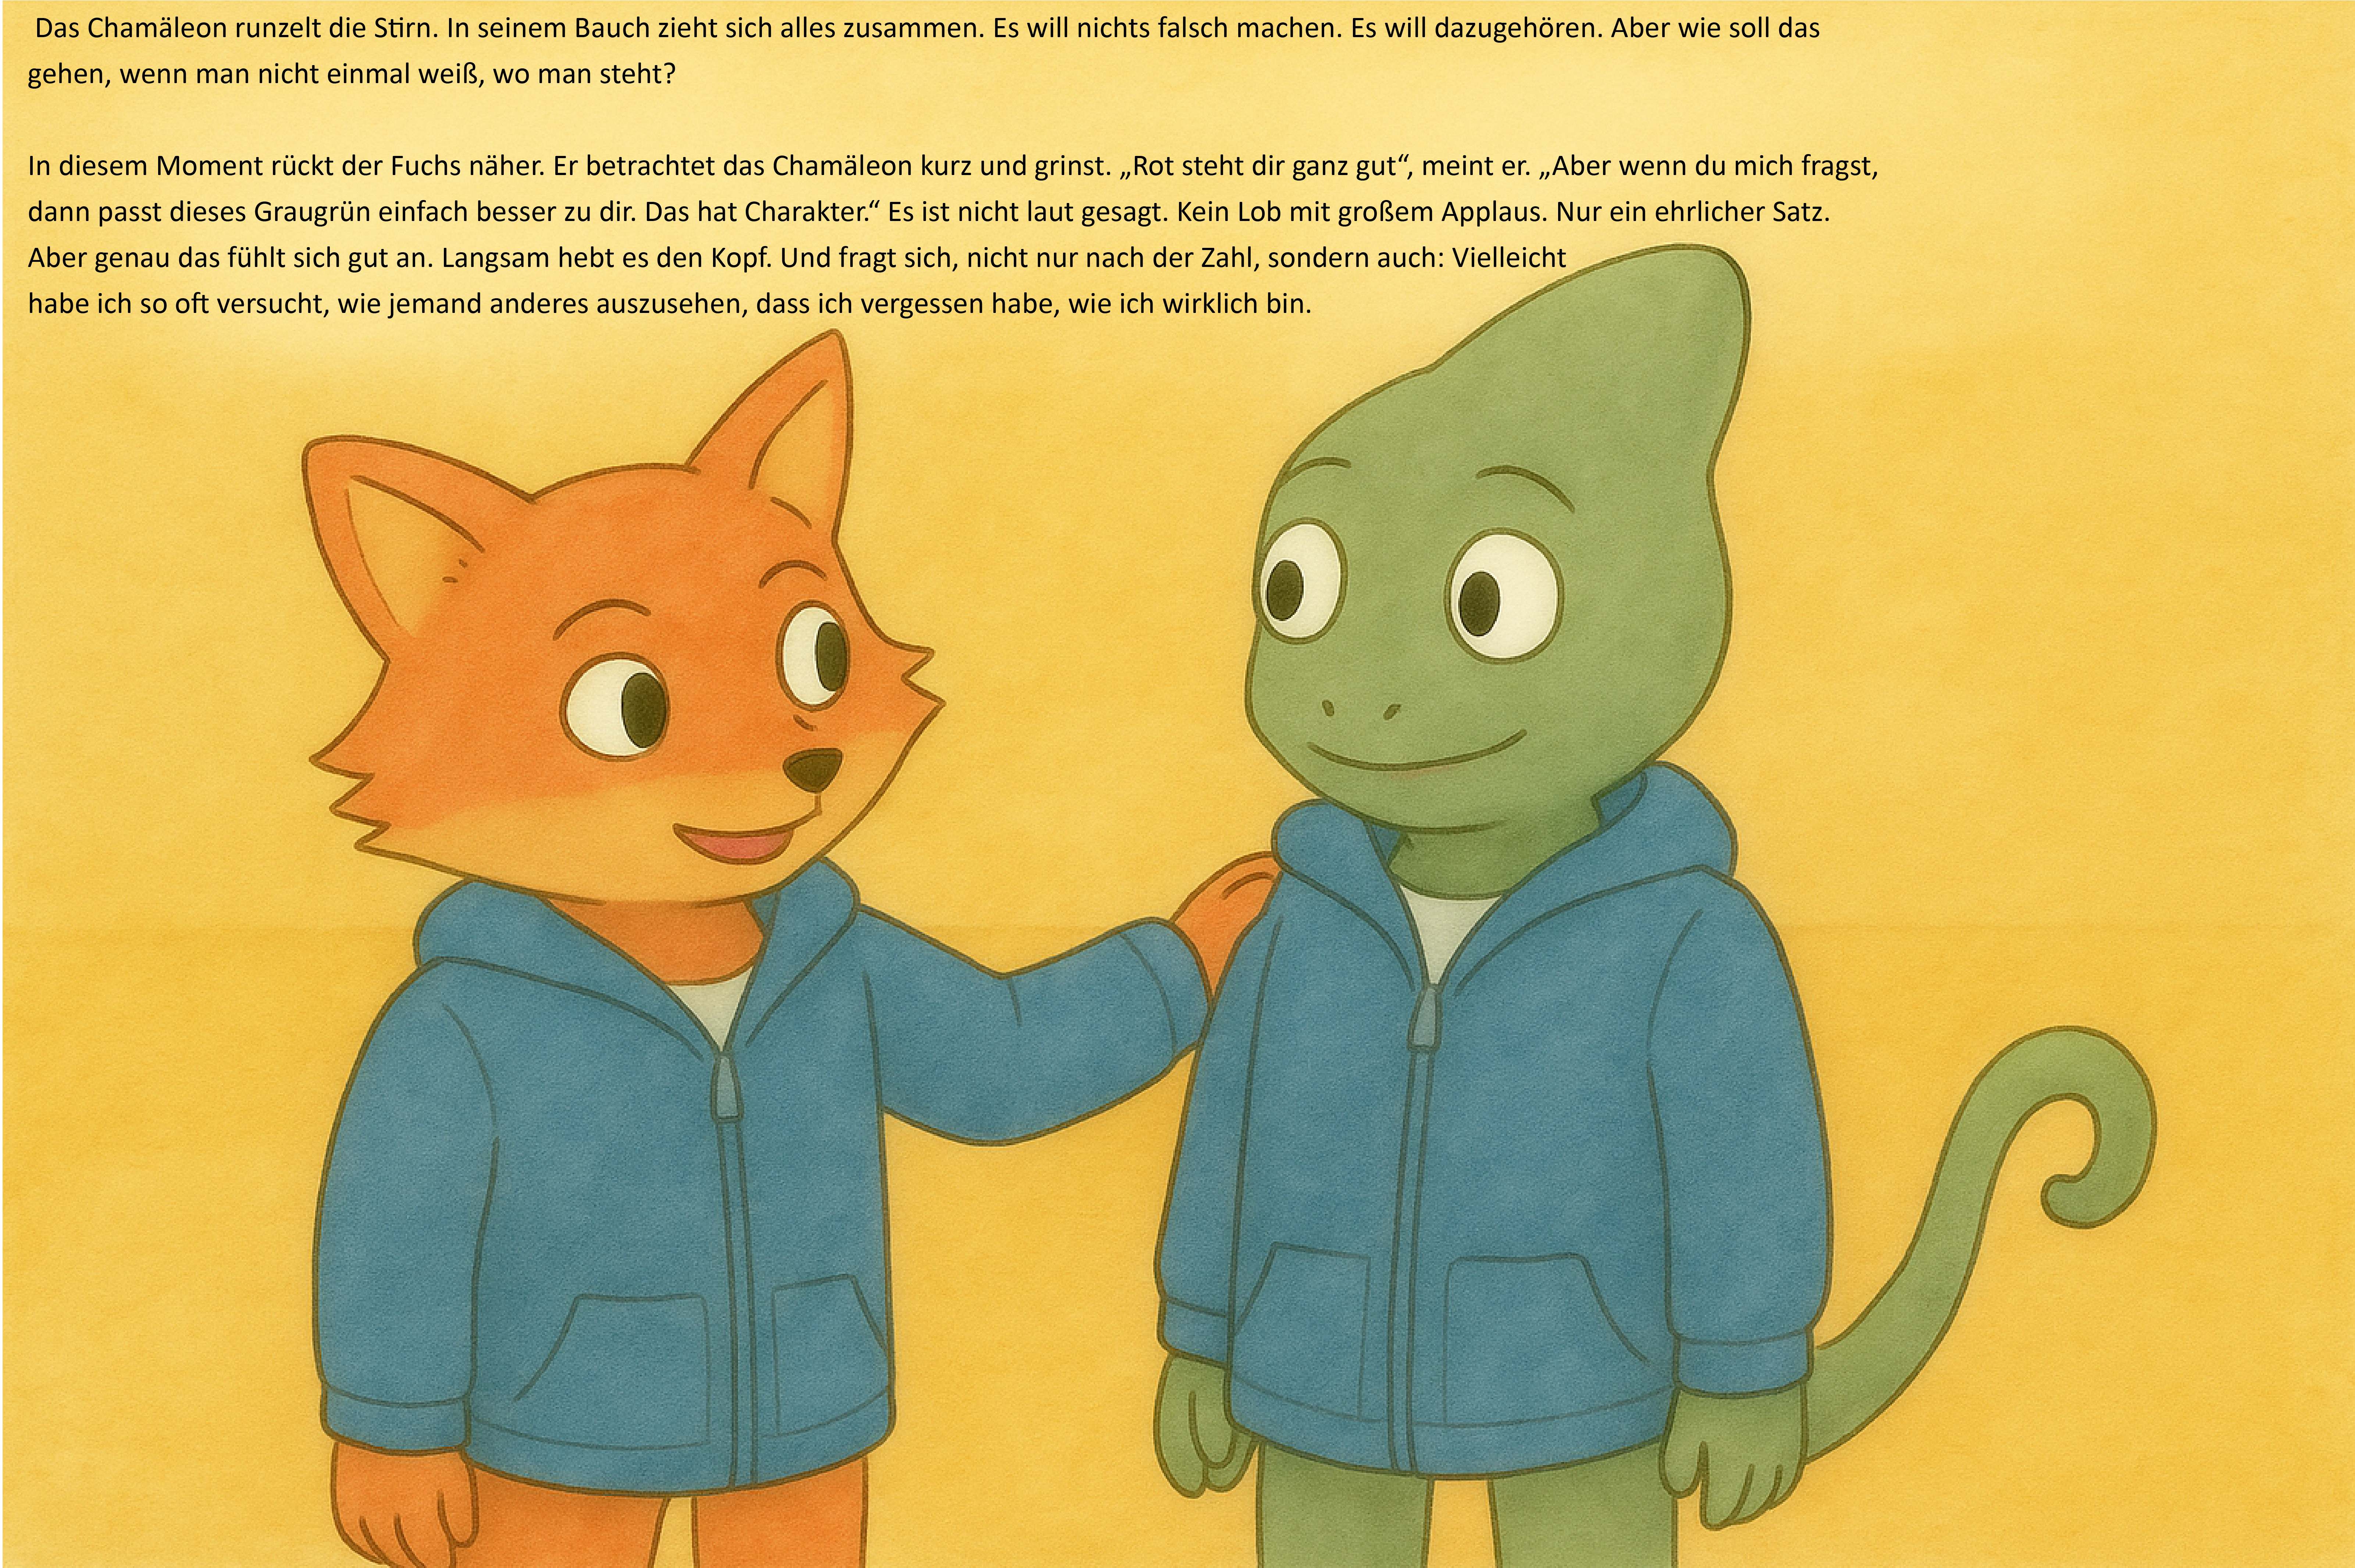 Das Chamäleon runzelt die Stirn. In seinem Bauch zieht sich alles zusammen. Es will nichts falsch machen. Es will dazugehören. Aber wie soll das
gehen, wenn man nicht einmal weiß, wo man steht?
In diesem Moment rückt der Fuchs näher. Er betrachtet das Chamäleon kurz und grinst. „Rot steht dir ganz gut“, meint er. „Aber wenn du mich fragst,
dann passt dieses Graugrün einfach besser zu dir. Das hat Charakter.“ Es ist nicht laut gesagt. Kein Lob mit großem Applaus. Nur ein ehrlicher Satz.
Aber genau das fühlt sich gut an. Langsam hebt es den Kopf. Und fragt sich, nicht nur nach der Zahl, sondern auch: Vielleicht
habe ich so oft versucht, wie jemand anderes auszusehen, dass ich vergessen habe, wie ich wirklich bin.